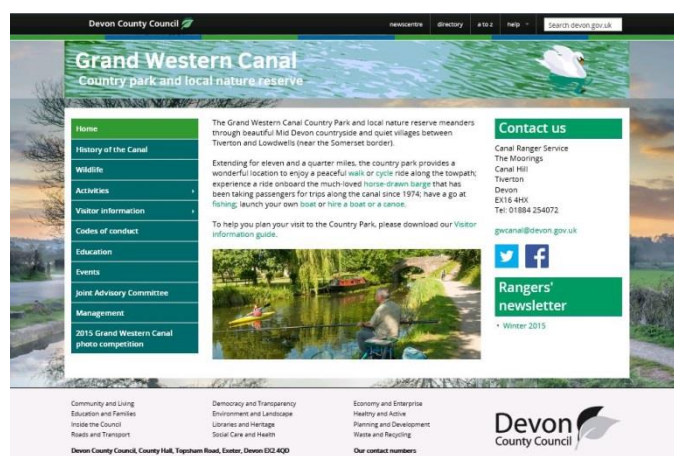 Devon County Council
newscentre directory a to z help Search devon.gov.uk
Grand Western Canal
Country park and local nature reserve
Home
History of the Canal
Wildlife
Activities
Visitor information
Codes of conduct
Education
Events
Joint Advisory Committee
Management
2015 Grand Western Canal
photo competition
The Grand Western Canal Country Park and local nature reserve meanders
through beautiful Mid Devon countryside and quiet villages between
Tiverton and Lowdwells (near the Somerset border).
Extending for eleven and a quarter miles, the country park provides a
wonderful location to enjoy a peaceful walk or cycle ride along the towpath;
experience a ride onboard the much-loved horse-drawn barge that has
been taking passengers for trips along the canal since 1974; have a go at
fishing; launch your own boat or hire a boat or a canoe.
To help you plan your visit to the Country Park, please download our Visitor
information guide.
Contact us
Canal Ranger Service
The Moorings
Canal Hill
Tiverton
Devon
EX16 4HX
Tel: 01884 254072
gwcanal@devon.gov.uk
Rangers'
newsletter
• Winter 2015
Community and Living
Education and Families
Inside the Council
Roads and Transport
Democracy and Transparency
Environment and Landscape
Libraries and Heritage
Social Care and Health
Economy and Enterprise
Healthy and Active
Planning and Development
Waste and Recycling
Devon
County Council
Devon County Council, County Hall, Topsham Road, Exeter, Devon EX2 4QD
Our contact numbers